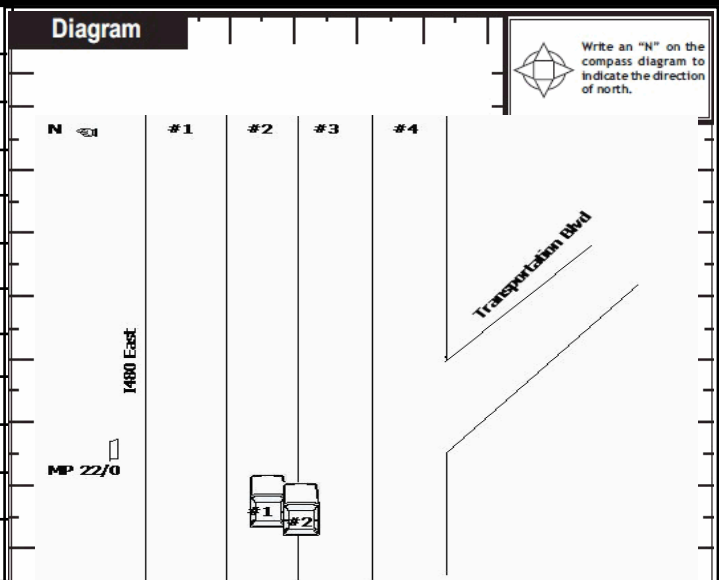 Diagram
Write an “N” on the
compass diagram to
indicate the direction
of north.
N #1 #2 #3 #4
Transportation Blvd
I480 East
MP 22/0
#1
#2